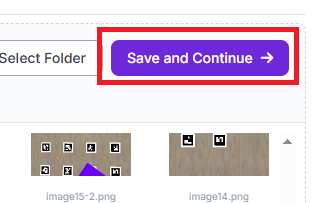 Select Folder
Save and Continue →
image15-2.png
image14.png